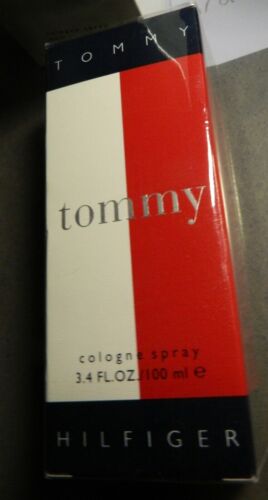 TOMMY
tommy
cologne spray
3.4 FL.OZ./100 ml ℮
HILFIGER